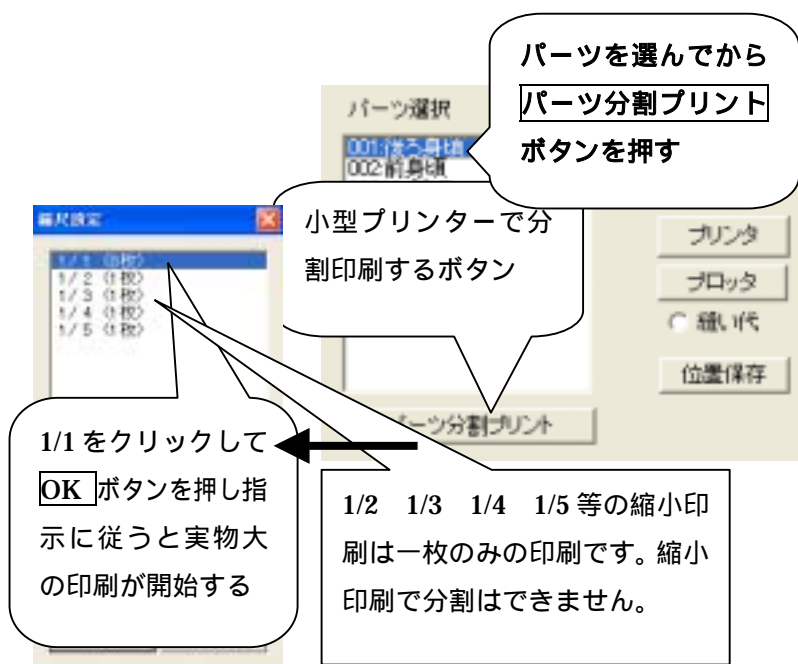 パーツを選んでから
パーツ分割プリント
ボタンを押す
パーツ選択
001:後ろ身頃
002:前身頃
小型プリンターで分
割印刷するボタン
プリンタ
プロッタ
縫い代
位置保存
パーツ分割プリント
縮尺設定
1/1
1/2 (1枚)
1/3 (1枚)
1/4 (1枚)
1/5 (1枚)
1/1 をクリックして
OK ボタンを押し指
示に従うと実物大
の印刷が開始する
1/2 1/3 1/4 1/5 等の縮小印
刷は一枚のみの印刷です。縮小
印刷で分割はできません。